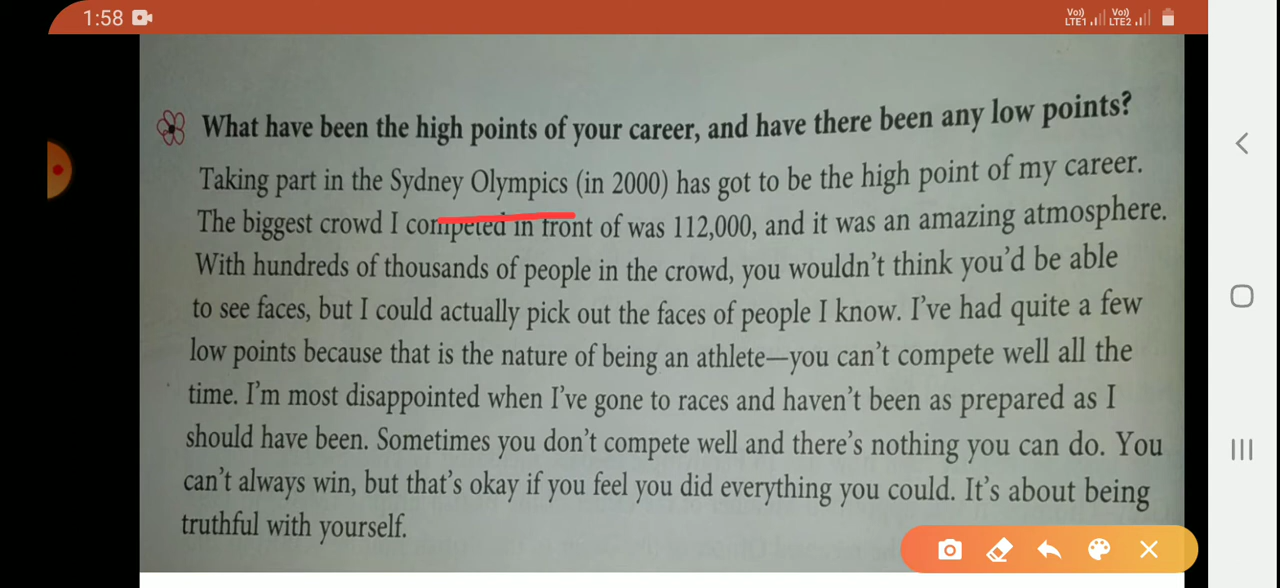 1:58
Vo)) LTE1 Vo)) LTE2
What have been the high points of your career, and have there been any low points?
Taking part in the Sydney Olympics (in 2000) has got to be the high point of my career.
The biggest crowd I competed in front of was 112,000, and it was an amazing atmosphere.
With hundreds of thousands of people in the crowd, you wouldn't think you'd be able
to see faces, but I could actually pick out the faces of people I know. I've had quite a few
low points because that is the nature of being an athlete—you can't compete well all the
time. I'm most disappointed when I've gone to races and haven't been as prepared as I
should have been. Sometimes you don't compete well and there's nothing you can do. You
can't always win, but that's okay if you feel you did everything you could. It's about being
truthful with yourself.